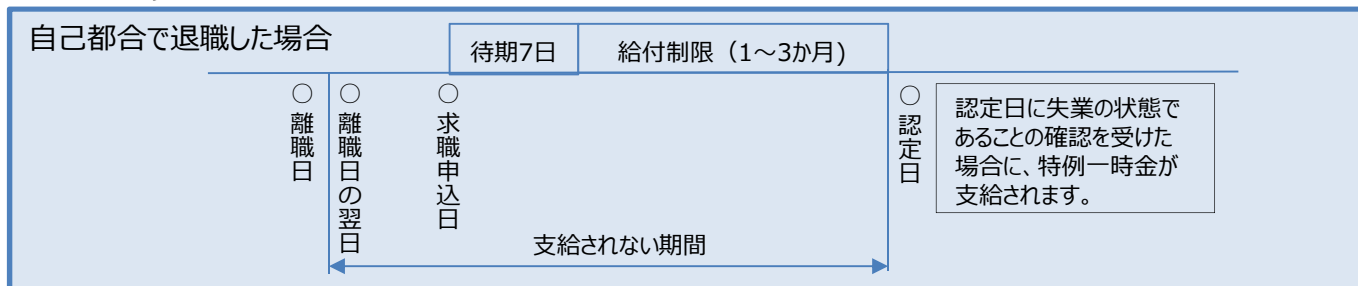 自己都合で退職した場合
待期7日
給付制限（1～3か月)
○離職日
○離職日の翌日
○求職申込日
○認定日
認定日に失業の状態で
あることの確認を受けた
場合に、特例一時金が
支給されます。
支給されない期間